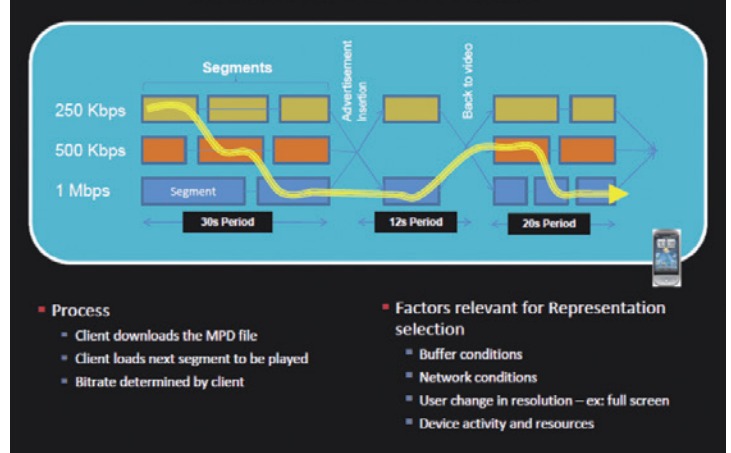 Segments
Advertisement
Insertion
Back to video
250 Kbps
500 Kbps
1 Mbps
Segment
30s Period
12s Period
20s Period
Process
Client downloads the MPD file
Client loads next segment to be played
Bitrate determined by client
Factors relevant for Representation
selection
Buffer conditions
Network conditions
User change in resolution – ex: full screen
Device activity and resources